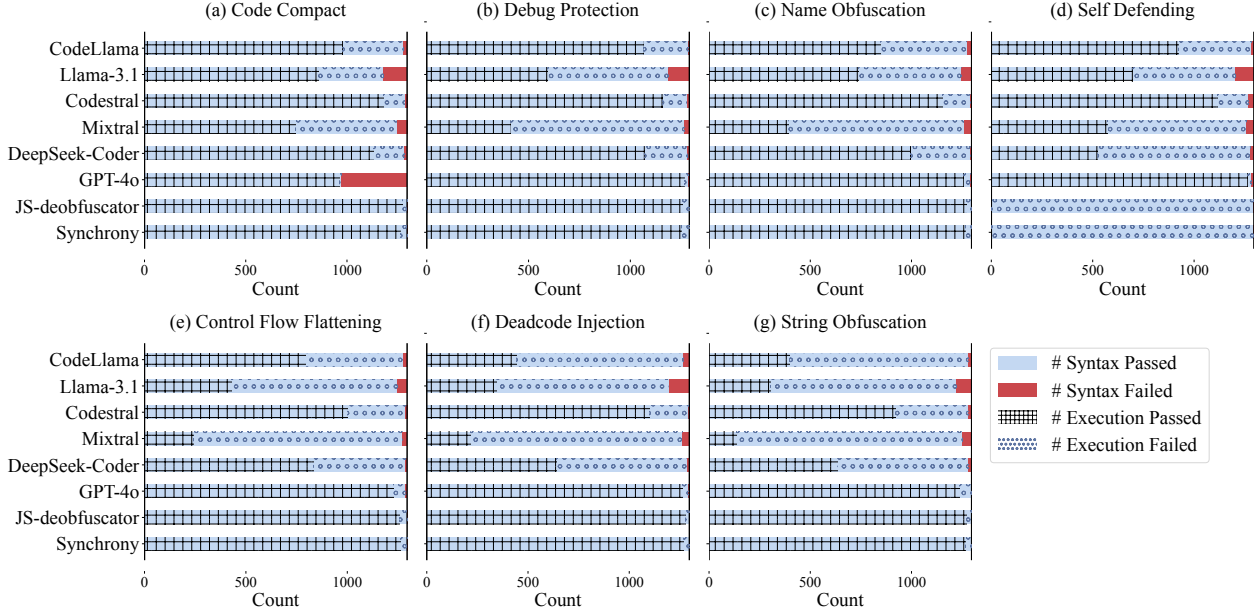 (a) Code Compact
(b) Debug Protection
(c) Name Obfuscation
(d) Self Defending
CodeLlama
Llama-3.1
Codestral
Mixtral
DeepSeek-Coder
GPT-4o
JS-deobfuscator
Synchrony
0 500 1000
0 500 1000
0 500 1000
0 500 1000
Count
Count
Count
Count
(e) Control Flow Flattening
(f) Deadcode Injection
(g) String Obfuscation
CodeLlama
Llama-3.1
Codestral
Mixtral
DeepSeek-Coder
GPT-4o
JS-deobfuscator
Synchrony
0 500 1000
0 500 1000
0 500 1000
Count
Count
Count
# Syntax Passed
# Syntax Failed
# Execution Passed
# Execution Failed